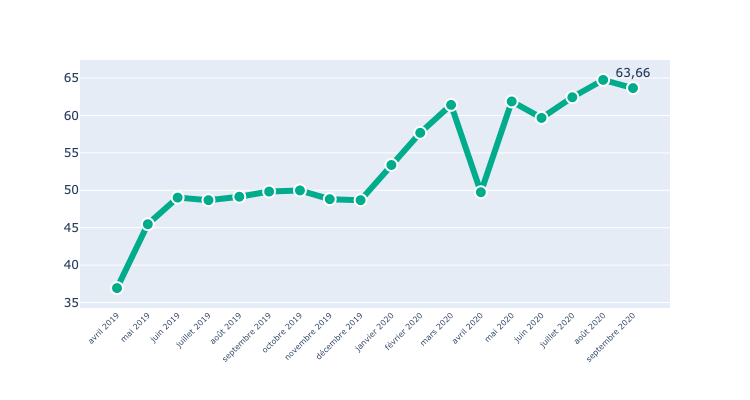 63,66
65
60
55
50
45
40
35
avril 2019
mai 2019
juin 2019
juillet 2019
août 2019
septembre 2019
octobre 2019
novembre 2019
décembre 2019
janvier 2020
février 2020
mars 2020
avril 2020
mai 2020
juin 2020
juillet 2020
août 2020
septembre 2020